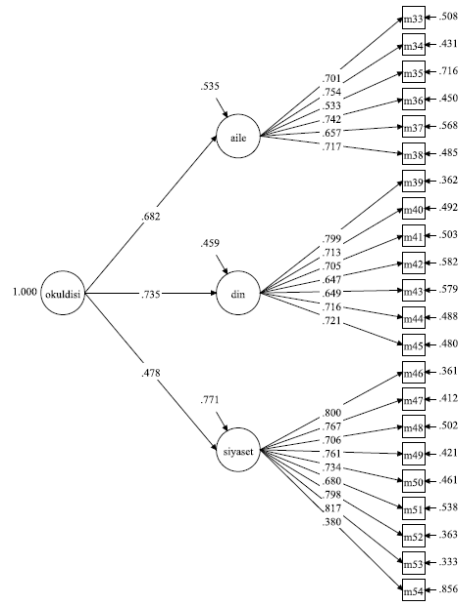 m33 .508
m34 .431
.701
.754
m35 .716
.533
.535
m36 .450
.742
m37 .568
.657
aile
.717
m38 .485
m39 .362
m40 .492
.682
m41 .503
.799
.713
.459
.705
m42 .582
.647
m43 .579
1.000 okuldisi .735 din
.649
.716
m44 .488
.721
m45 .480
m46 .361
.478
m47 .412
.771
.800
m48 .502
.767
.706
m49 .421
siyaset
.761
.734
m50 .461
.680
m51 .538
.798
.817
m52 .363
.380
m53 .333
m54 .856